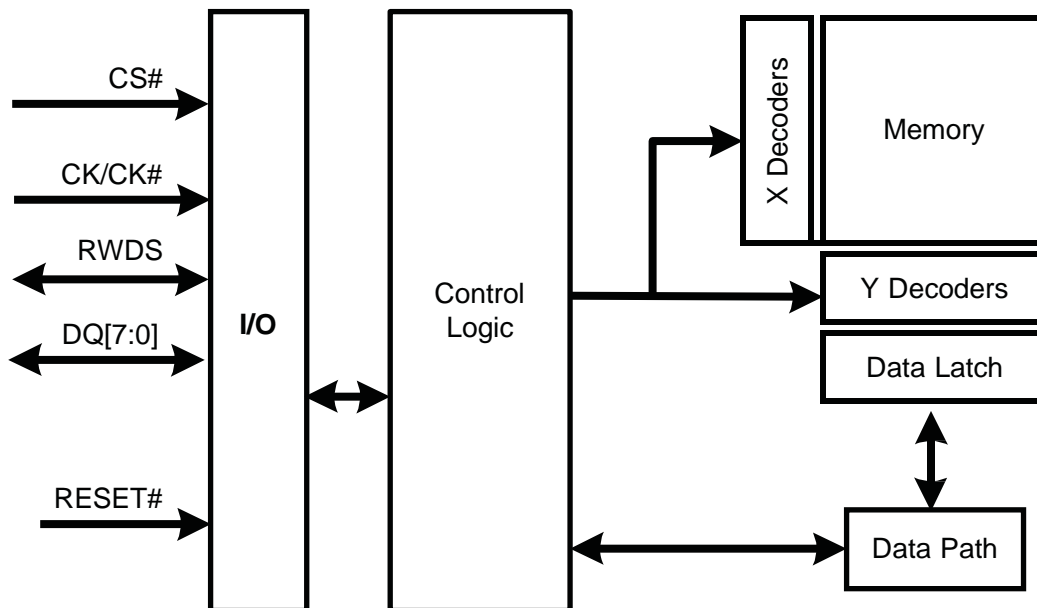 CS#
CK/CK#
RWDS
DQ[7:0]
RESET#
I/O
Control
Logic
X Decoders
Memory
Y Decoders
Data Latch
Data Path